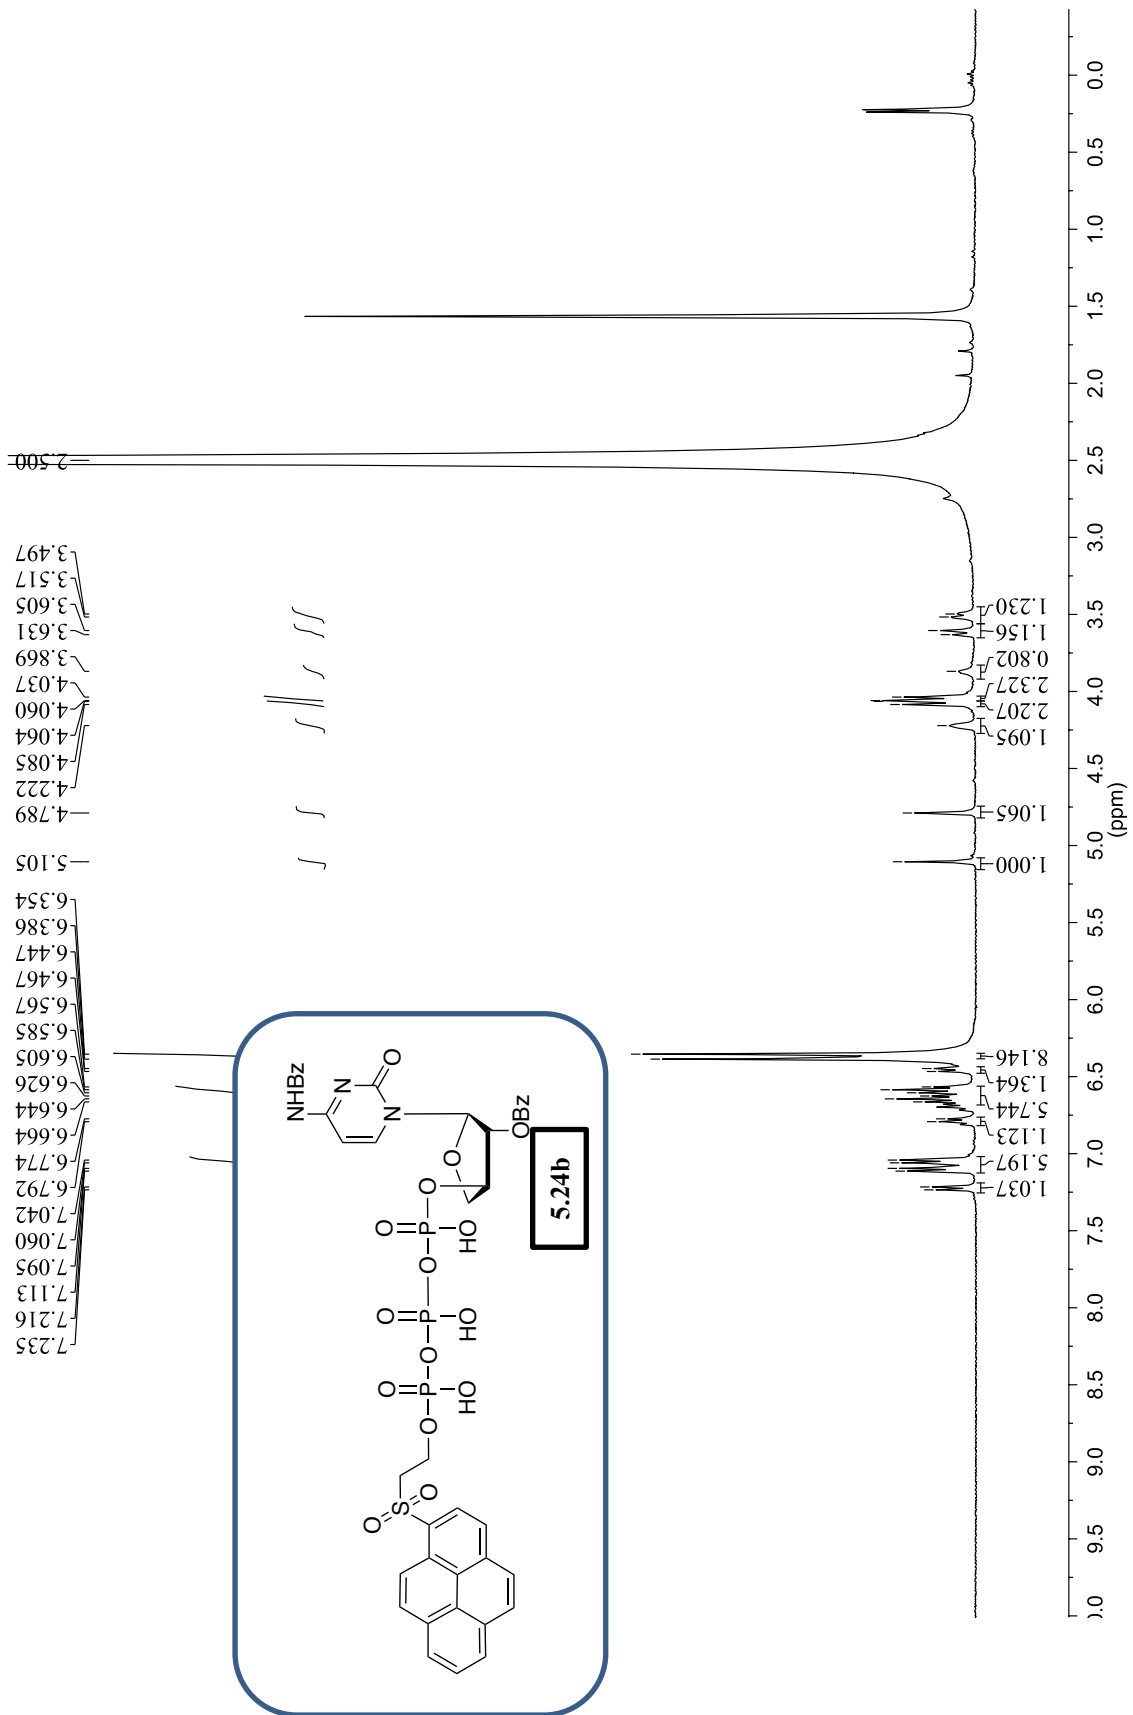 7.235
7.216
7.113
7.095
7.060
7.042
6.792
6.774
6.664
6.644
6.626
6.605
6.585
6.567
6.467
6.447
6.386
6.354
5.105
4.789
4.222
4.085
4.064
4.060
4.037
3.869
3.631
3.605
3.517
3.497
2.500
NHBz
N
O
N
O
OBz
5.24b
O
O
P
HO
O
O
P
HO
O
O
P
HO
O
O
S
O
1.037
5.197
1.123
5.744
1.364
8.146
1.000
1.065
1.095
2.207
2.327
0.802
1.156
1.230
).0 9.5 9.0 8.5 8.0 7.5 7.0 6.5 6.0 5.5 5.0 4.5 4.0 3.5 3.0 2.5 2.0 1.5 1.0 0.5 0.0
(ppm)